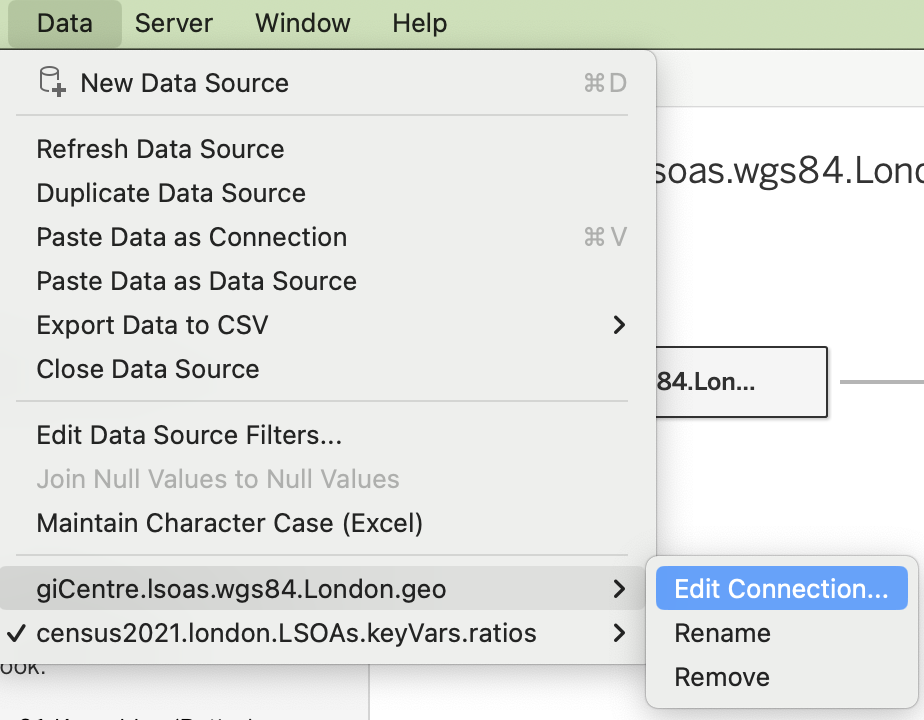 Data Server Window Help
New Data Source ⌘D
Refresh Data Source
Duplicate Data Source
Paste Data as Connection ⌘V
Paste Data as Data Source
Export Data to CSV
Close Data Source
Edit Data Source Filters...
Join Null Values to Null Values
Maintain Character Case (Excel)
giCentre.lsoas.wgs84.London.geo
census2021.london.LSOAs.keyVars.ratios
Edit Connection...
Rename
Remove
soas.wgs84.Lond
84.Lon...
ook.